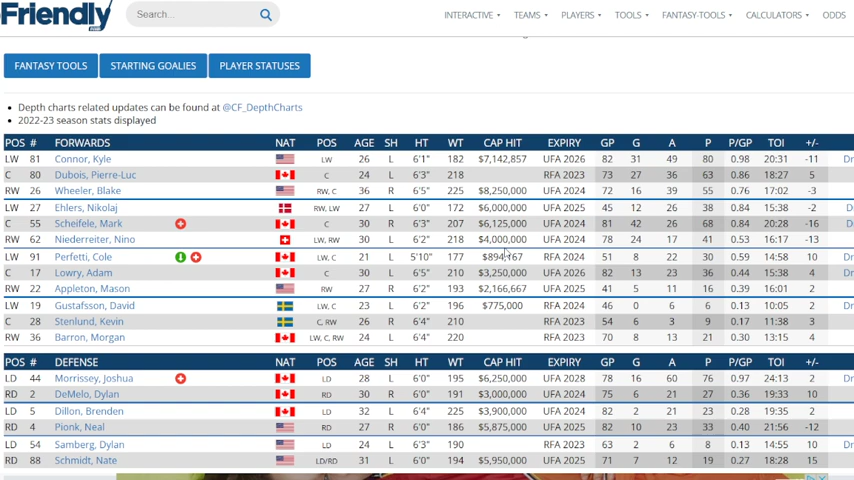 Friendly Search... INTERACTIVE TEAMS PLAYERS TOOLS FANTASY-TOOLS CALCULATORS ODDS
FANTASY TOOLS STARTING GOALIES PLAYER STATUSES
Depth charts related updates can be found at @CF_DepthCharts
2022-23 season stats displayed
POS # FORWARDS NAT POS AGE SH HT WT CAP HIT EXPIRY GP G A P P/GP TOI +/-
LW 81 Connor, Kyle LW 26 L 6'1" 182 $7,142,857 UFA 2026 82 31 49 80 0.98 20:31 -11 Dr
C 80 Dubois, Pierre-Luc C 24 L 6'3" 218 RFA 2023 73 27 36 63 0.86 18:27 5
RW 26 Wheeler, Blake RW, C 36 R 6'5" 225 $8,250,000 UFA 2024 72 16 39 55 0.76 17:02 -3
LW 27 Ehlers, Nikolaj RW, LW 27 L 6'0" 172 $6,000,000 UFA 2025 45 12 26 38 0.84 15:38 -2 D
C 55 Scheifele, Mark C 30 R 6'3" 207 $6,125,000 UFA 2024 81 42 26 68 0.84 20:28 -16
RW 62 Niederreiter, Nino LW, RW 30 L 6'2" 218 $4,000,000 UFA 2024 78 24 17 41 0.53 16:17 -13
LW 91 Perfetti, Cole LW, C 21 L 5'10" 177 $894,167 RFA 2024 51 8 22 30 0.59 14:58 10 Dr
C 17 Lowry, Adam C 30 L 6'5" 210 $3,250,000 UFA 2026 82 13 23 36 0.44 15:38 4 Dr
RW 22 Appleton, Mason RW 27 R 6'2" 193 $2,166,667 UFA 2025 41 5 11 16 0.39 16:01 2
LW 19 Gustafsson, David LW, C 23 L 6'2" 196 $775,000 RFA 2024 46 0 6 6 0.13 10:05 2 Dr
C 28 Stenlund, Kevin C, RW 26 R 6'4" 210 RFA 2023 54 6 3 9 0.17 11:38 3
RW 36 Barron, Morgan LW, C, RW 24 L 6'4" 220 RFA 2023 70 8 13 21 0.30 13:15 4
POS # DEFENSE NAT POS AGE SH HT WT CAP HIT EXPIRY GP G A P P/GP TOI +/-
LD 44 Morrissey, Joshua LD 28 L 6'0" 195 $6,250,000 UFA 2028 78 16 60 76 0.97 24:13 2 Dr
RD 2 DeMelo, Dylan RD 30 R 6'0" 191 $3,000,000 UFA 2024 75 6 21 27 0.36 19:33 10
LD 5 Dillon, Brenden LD 32 L 6'4" 225 $3,900,000 UFA 2024 82 2 21 23 0.28 19:35 2
RD 4 Pionk, Neal RD 27 R 6'0" 186 $5,875,000 UFA 2025 82 10 23 33 0.40 21:56 -12
LD 54 Samberg, Dylan LD 24 L 6'3" 190 RFA 2023 63 2 6 8 0.13 14:55 10 Dr
RD 88 Schmidt, Nate LD/RD 31 L 6'0" 194 $5,950,000 UFA 2025 71 7 12 19 0.27 18:28 15